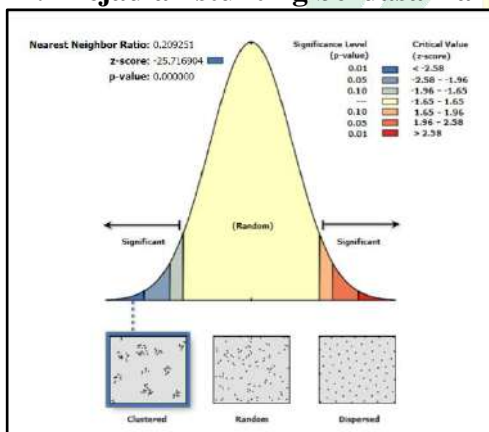 Nearest Neighbor Ratio: 0.209251
z-score: -25.716904
p-value: 0.000000
Significance Level
(p-value)
Critical Value
(z-score)
0.01 < -2.58
0.05 -2.58 - -1.96
0.10 -1.96 - -1.65
--- -1.65 - 1.65
0.10 1.65 - 1.96
0.05 1.96 - 2.58
0.01 > 2.58
(Random)
Significant
Significant
Clustered
Random
Dispersed